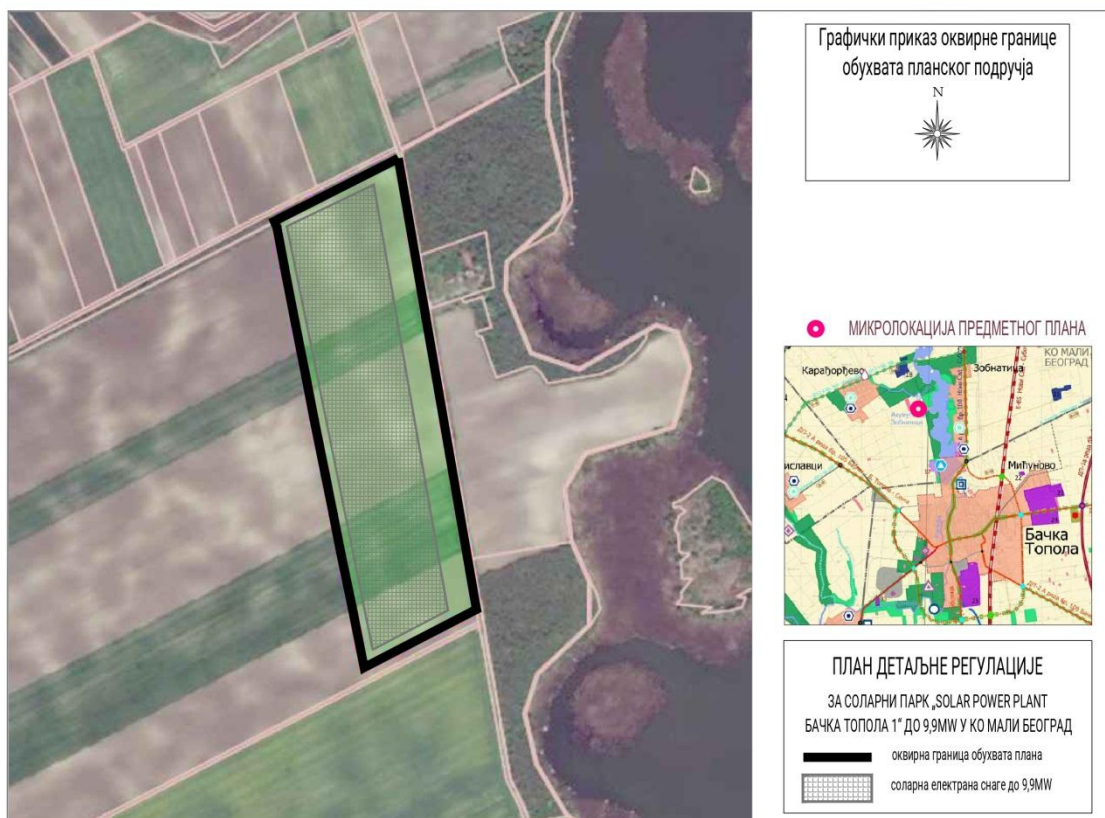 Графички приказ оквирне границе
обухвата планског подручја
N
МИКРОЛОКАЦИЈА ПРЕДМЕТНОГ ПЛАНА
КО МАЛИ
БЕОГРАД
Карађорђево
Зобнатица
Мићуново
Бачка
Топола
ПЛАН ДЕТАЉНЕ РЕГУЛАЦИЈЕ
ЗА СОЛАРНИ ПАРК „SOLAR POWER PLANT
БАЧКА ТОПОЛА 1“ ДО 9,9MW У КО МАЛИ БЕОГРАД
оквирна граница обухвата плана
соларна електрана снаге до 9,9MW